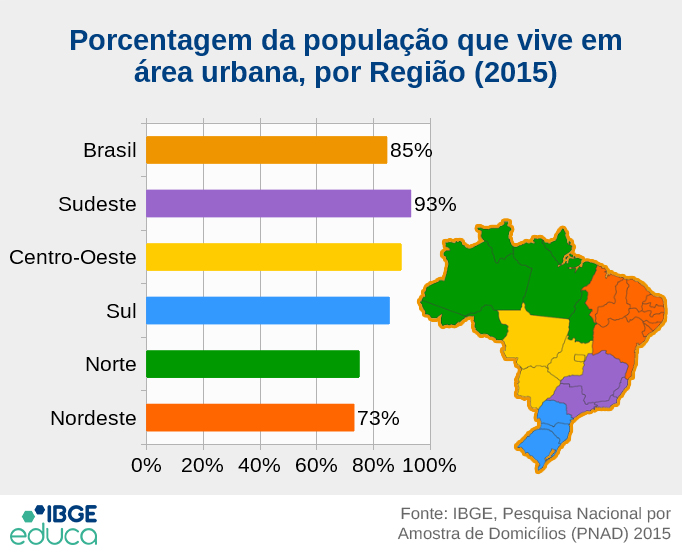 Porcentagem da população que vive em
área urbana, por Região (2015)
Brasil
85%
Sudeste
93%
Centro-Oeste
Sul
Norte
Nordeste
73%
0% 20% 40% 60% 80% 100%
IBGE
educa
Fonte: IBGE, Pesquisa Nacional por
Amostra de Domicílios (PNAD) 2015